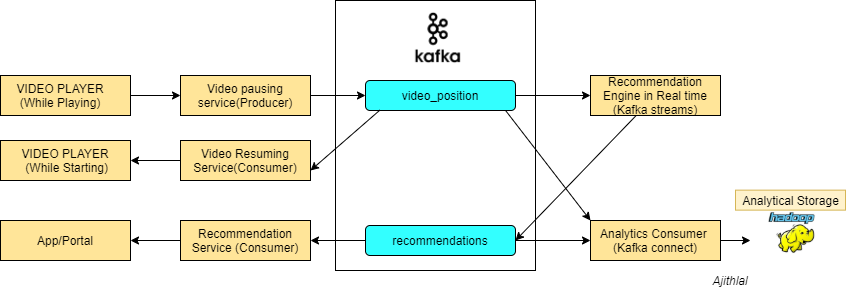 kafka
VIDEO PLAYER
(While Playing)
Video pausing
service(Producer)
video_position
Recommendation
Engine in Real time
(Kafka streams)
VIDEO PLAYER
(While Starting)
Video Resuming
Service(Consumer)
Analytical Storage
hadoop
App/Portal
Recommendation
Service (Consumer)
recommendations
Analytics Consumer
(Kafka connect)
Ajithlal